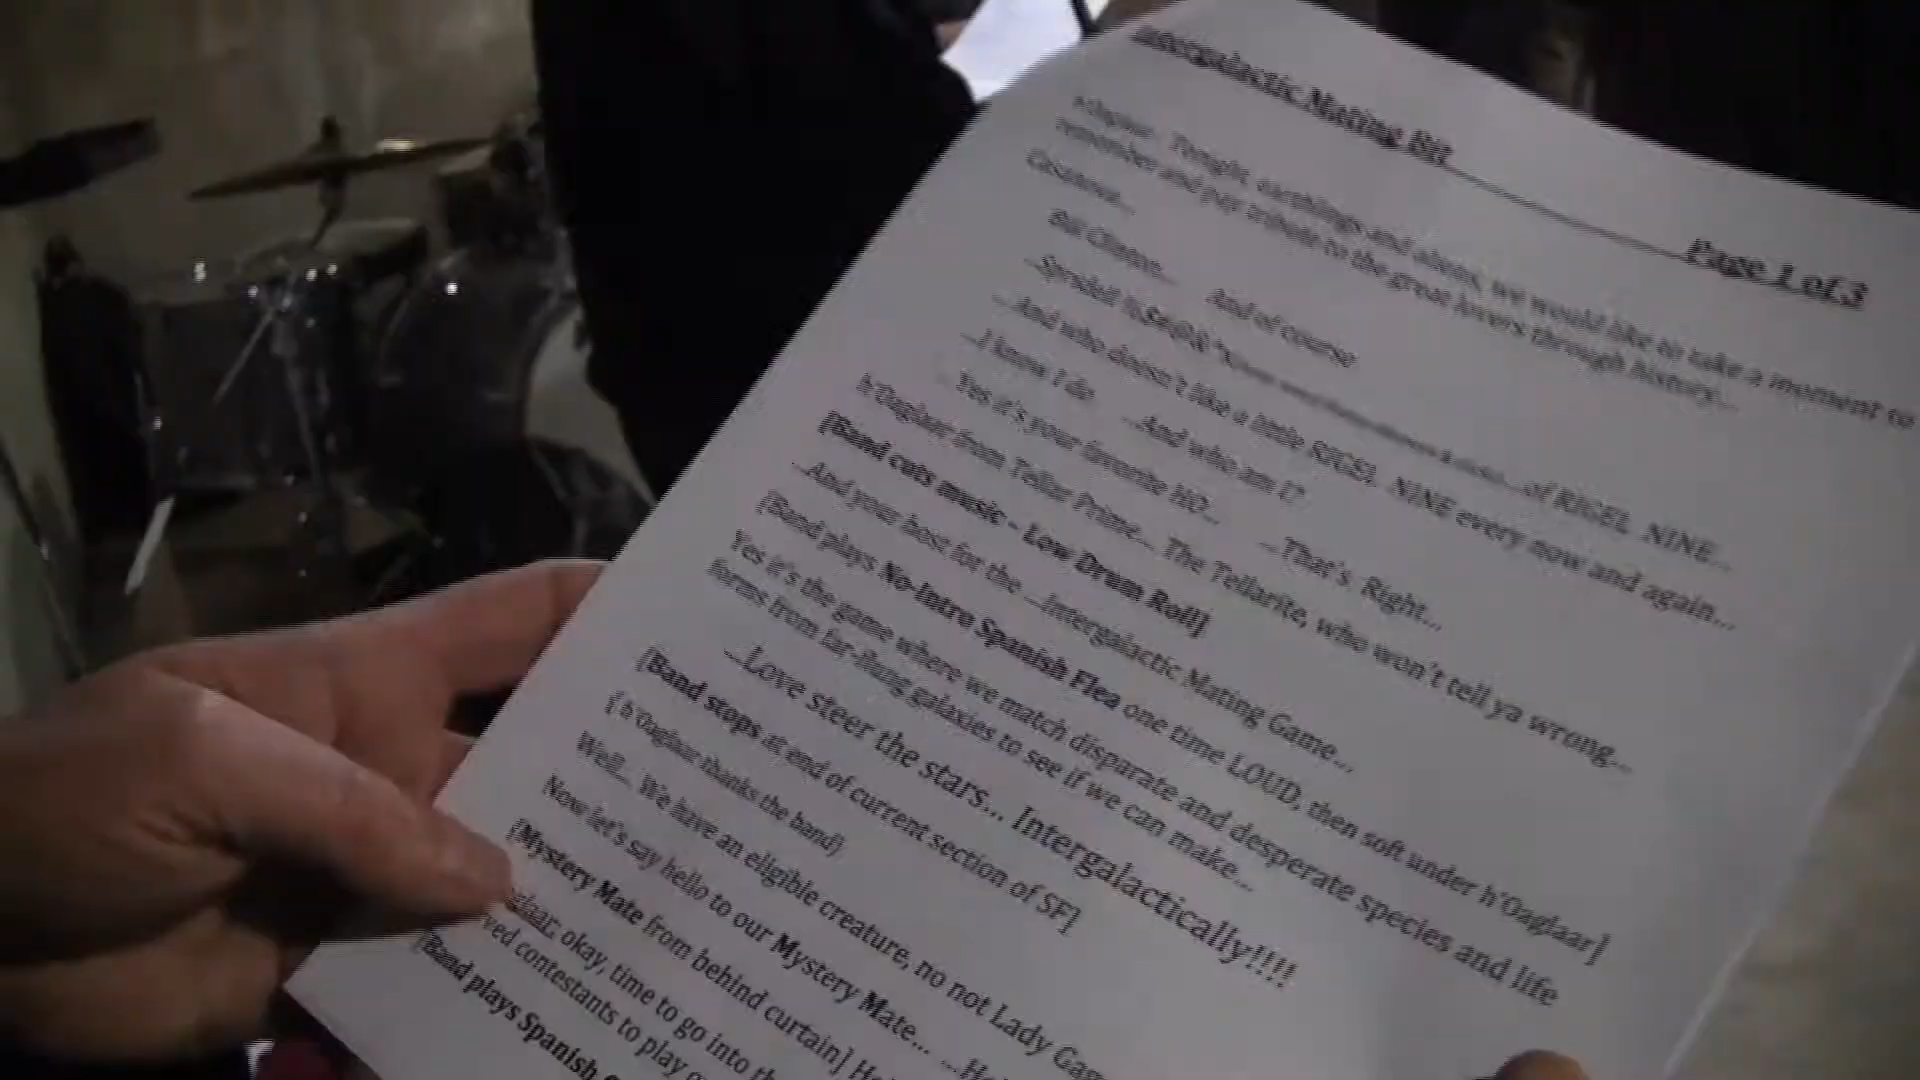 Intergalactic Mating Bit Page 1 of 3
h'Oaglaar: Tonight, earthlings and aliens, we would like to take a moment to
remember and pay tribute to the great lovers through history...
Casanova...
Bill Clinton... And of course
...Sprodell %$#@&* of RIGEL NINE...
...And who doesn't like a little RIGEL NINE every now and again...
...I know I do ...And who am I? ...That's Right...
Yes it's your favorite HO...
h'Oaglaar from Tellar Prime... The Tellarite, who won't tell ya wrong...
[Band cuts music - Low Drum Roll]
...And your host for the ...Intergalactic Mating Game...
[Band plays No-Intro Spanish Flea one time LOUD, then soft under h'Oaglaar]
Yes it's the game where we match disparate and desperate species and life
forms from far-flung galaxies to see if we can make...
...Love steer the stars... Intergalactically!!!!
[Band stops at end of current section of SF]
( h'Oaglaar thanks the band)
Well... We have an eligible creature, no not Lady Gag
Now let's say hello to our Mystery Mate...
[Mystery Mate from behind curtain]
okay, time to go into th
contestants to play
[Band plays Spanish